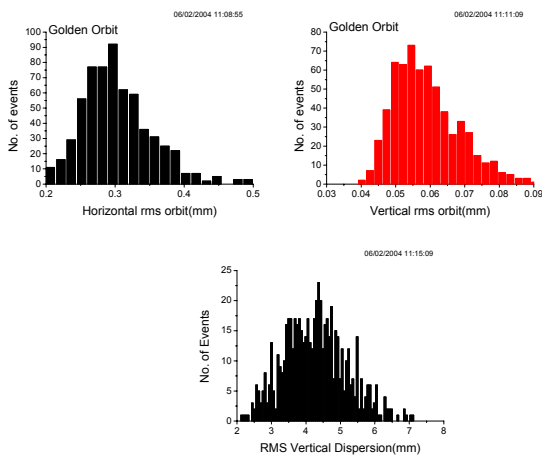 06/02/2004 11:08:55
Golden Orbit
100
90
80
70
60
50
40
30
20
10
0
No. of events
0.2 0.3 0.4 0.5
Horizontal rms orbit(mm)
06/02/2004 11:11:09
Golden Orbit
80
70
60
50
40
30
20
10
0
No. of events
0.03 0.04 0.05 0.06 0.07 0.08 0.09
Vertical rms orbit(mm)
06/02/2004 11:15:09
25
20
15
10
5
0
No. of Events
2 3 4 5 6 7 8
RMS Vertical Dispersion(mm)